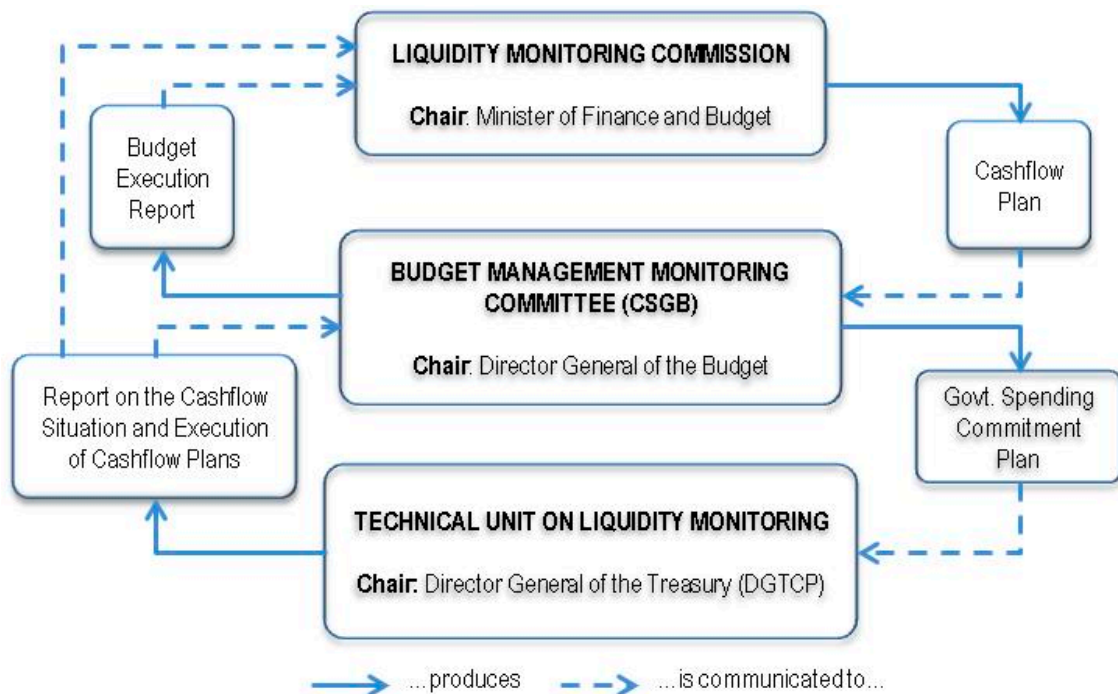 LIQUIDITY MONITORING COMMISSION
Chair: Minister of Finance and Budget
Budget
Execution
Report
Cashflow
Plan
BUDGET MANAGEMENT MONITORING
COMMITTEE (CSGB)
Chair: Director General of the Budget
Report on the Cashflow
Situation and Execution
of Cashflow Plans
Govt. Spending
Commitment
Plan
TECHNICAL UNIT ON LIQUIDITY MONITORING
Chair: Director General of the Treasury (DGTCP)
...produces
...is communicated to...